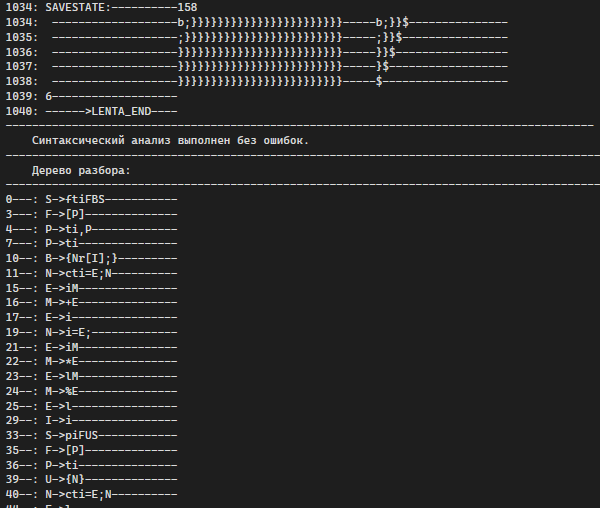 1034: SAVESTATE:----------158
1034:  -------------------b;}}}}}}}}}}}}}}}}}}}}}}}-----b;}}$---------------
1035:  -------------------;}}}}}}}}}}}}}}}}}}}}}}}}-----;}}$----------------
1036:  -------------------}}}}}}}}}}}}}}}}}}}}}}}}}-----}}$-----------------
1037:  -------------------}}}}}}}}}}}}}}}}}}}}}}}}}-----}$------------------
1038:  -------------------}}}}}}}}}}}}}}}}}}}}}}}}}-----$-------------------
1039: 6-------------------
1040: ------>LENTA_END----
-----------------------------------------------------------------------------------------
Синтаксический анализ выполнен без ошибок.
------------------------------------------------------------------------------------------
Дерево разбора:
------------------------------------------------------------------------------------------
0---: S->ftiFBS-----------
3---: F->[P]--------------
4---: P->ti,P-------------
7---: P->ti---------------
10--: B->{Nr[I];}---------
11--: N->cti=E;N----------
15--: E->iM---------------
16--: M->+E---------------
17--: E->i----------------
19--: N->i=E;-------------
21--: E->iM---------------
22--: M->*E---------------
23--: E->lM---------------
24--: M->%E---------------
25--: E->l----------------
29--: I->i----------------
33--: S->piFUS------------
35--: F->[P]--------------
36--: P->ti---------------
39--: U->{N}--------------
40--: N->cti=E;N----------